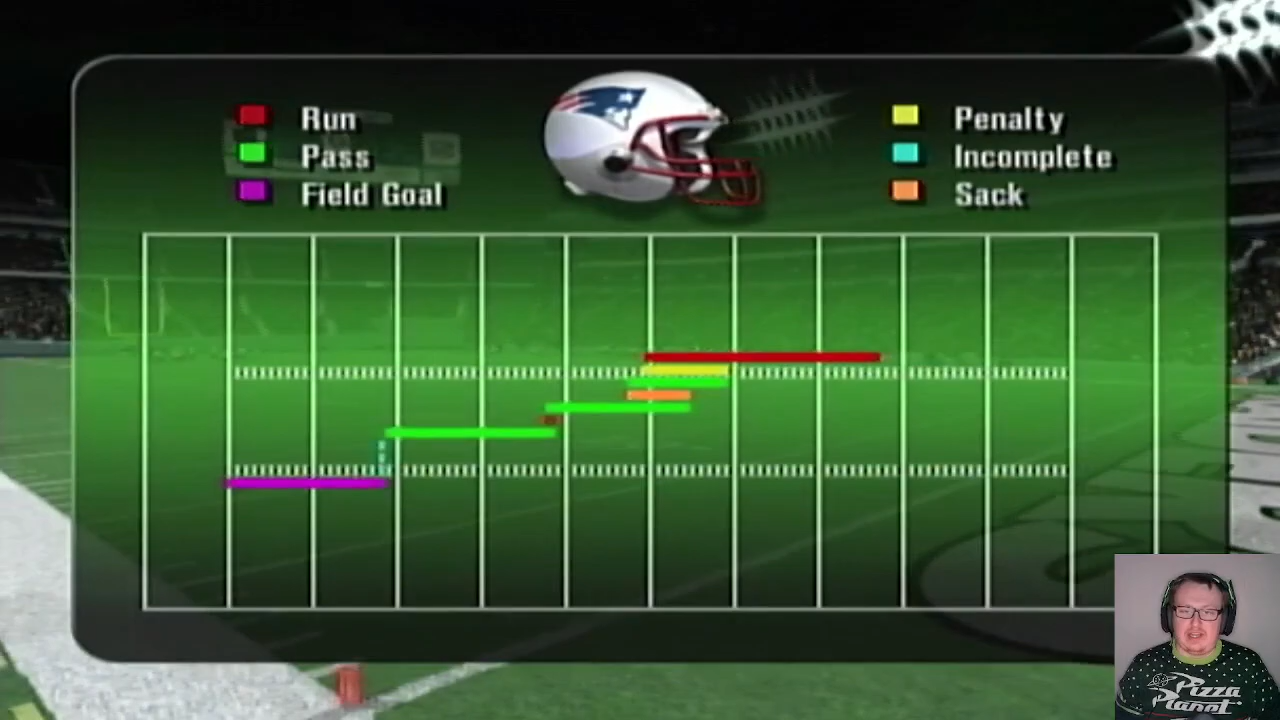 Run
Pass
Field Goal
Penalty
Incomplete
Sack
Pizza
Planet